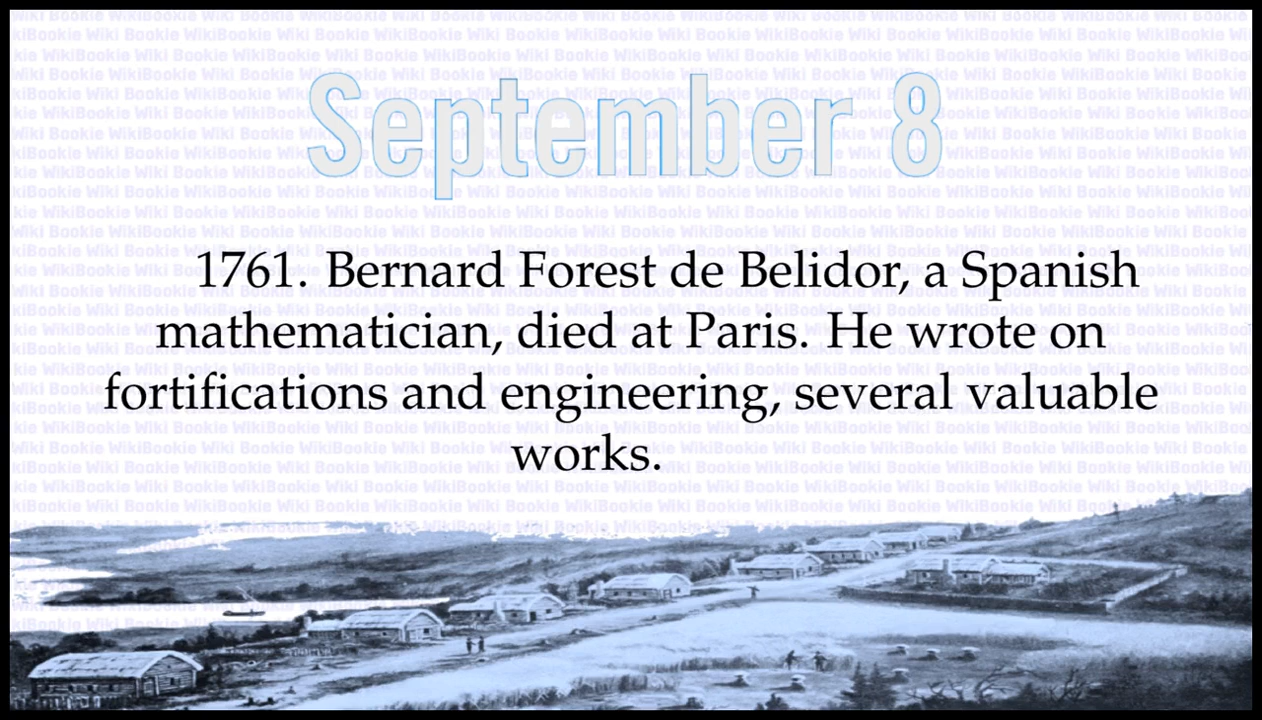 September 8
1761. Bernard Forest de Belidor, a Spanish
mathematician, died at Paris. He wrote on
fortifications and engineering, several valuable
works.